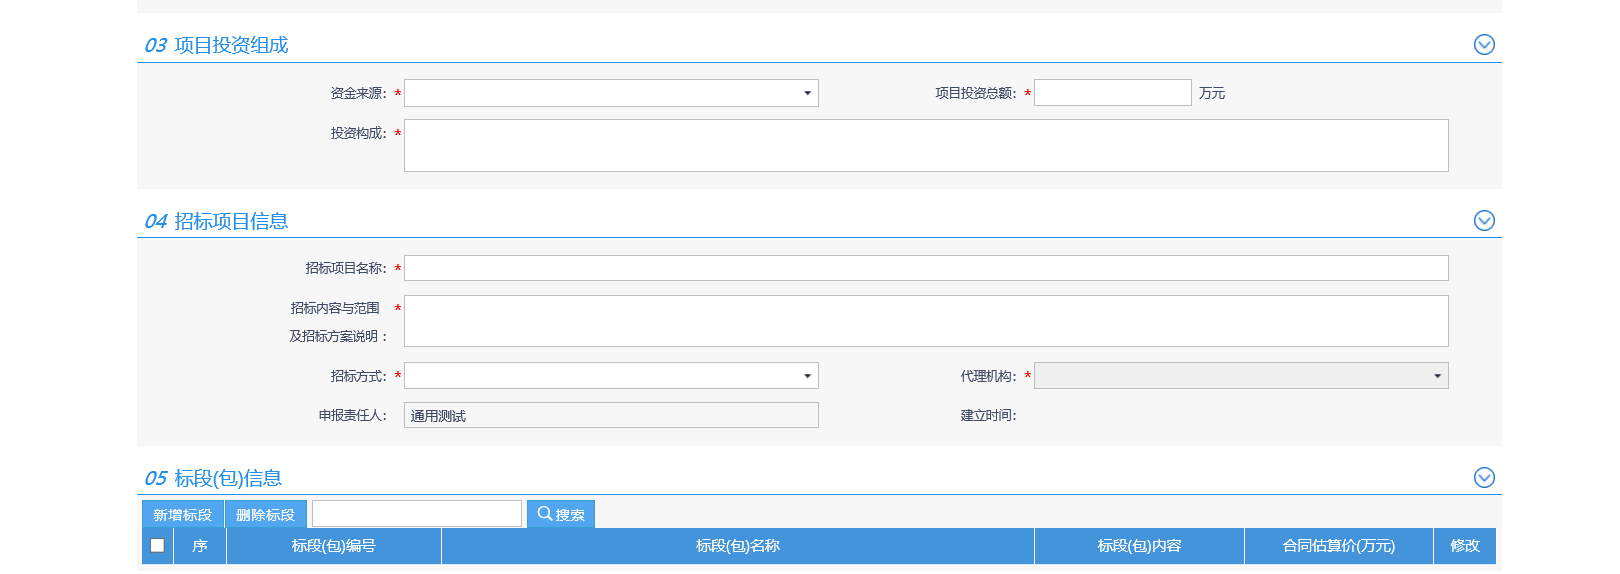 03 项目投资组成
资金来源： * 项目投资总额： * 万元
投资构成： *
04 招标项目信息
招标项目名称： *
招标内容与范围 *
及招标方案说明 ：
招标方式： * 代理机构： *
申报责任人： 通用测试 建立时间：
05 标段(包)信息
新增标段 删除标段 搜索
序 标段(包)编号 标段(包)名称 标段(包)内容 合同估算价(万元) 修改